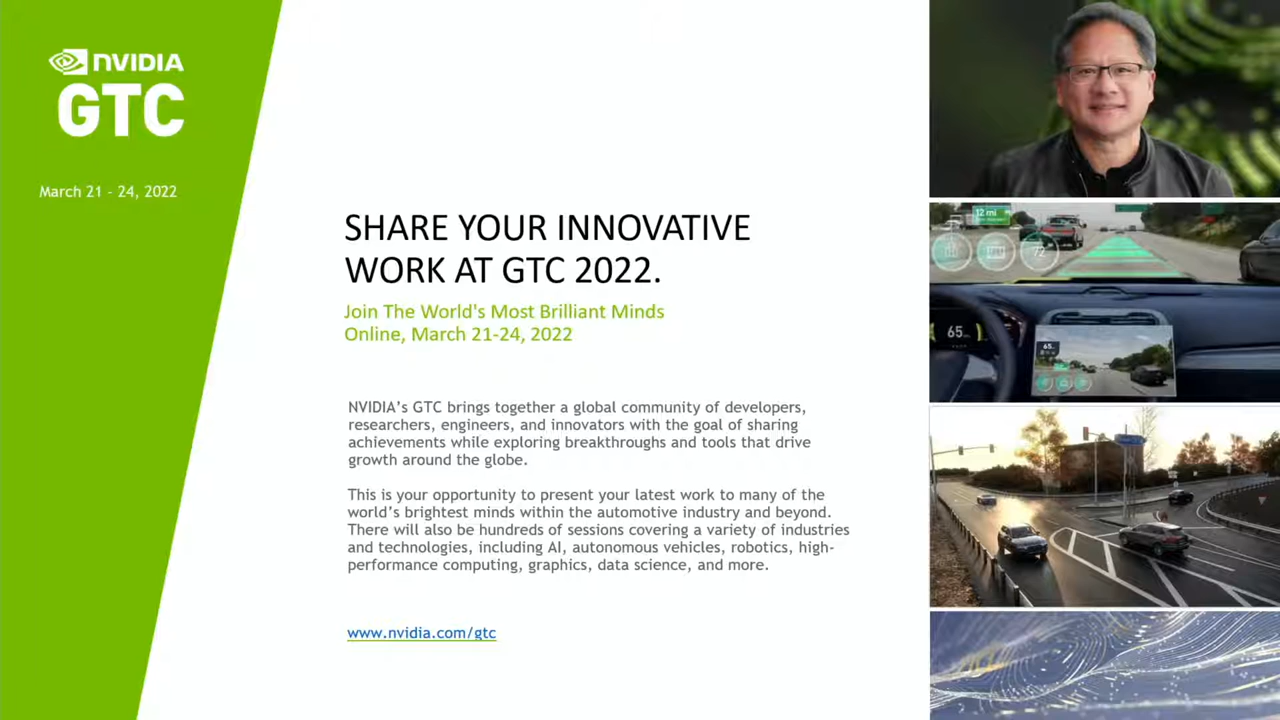 NVIDIA
GTC
March 21 - 24, 2022
SHARE YOUR INNOVATIVE
WORK AT GTC 2022.
Join The World's Most Brilliant Minds
Online, March 21-24, 2022
NVIDIA’s GTC brings together a global community of developers,
researchers, engineers, and innovators with the goal of sharing
achievements while exploring breakthroughs and tools that drive
growth around the globe.
This is your opportunity to present your latest work to many of the
world’s brightest minds within the automotive industry and beyond.
There will also be hundreds of sessions covering a variety of industries
and technologies, including AI, autonomous vehicles, robotics, high-
performance computing, graphics, data science, and more.
www.nvidia.com/gtc
12 mi
72
65
65